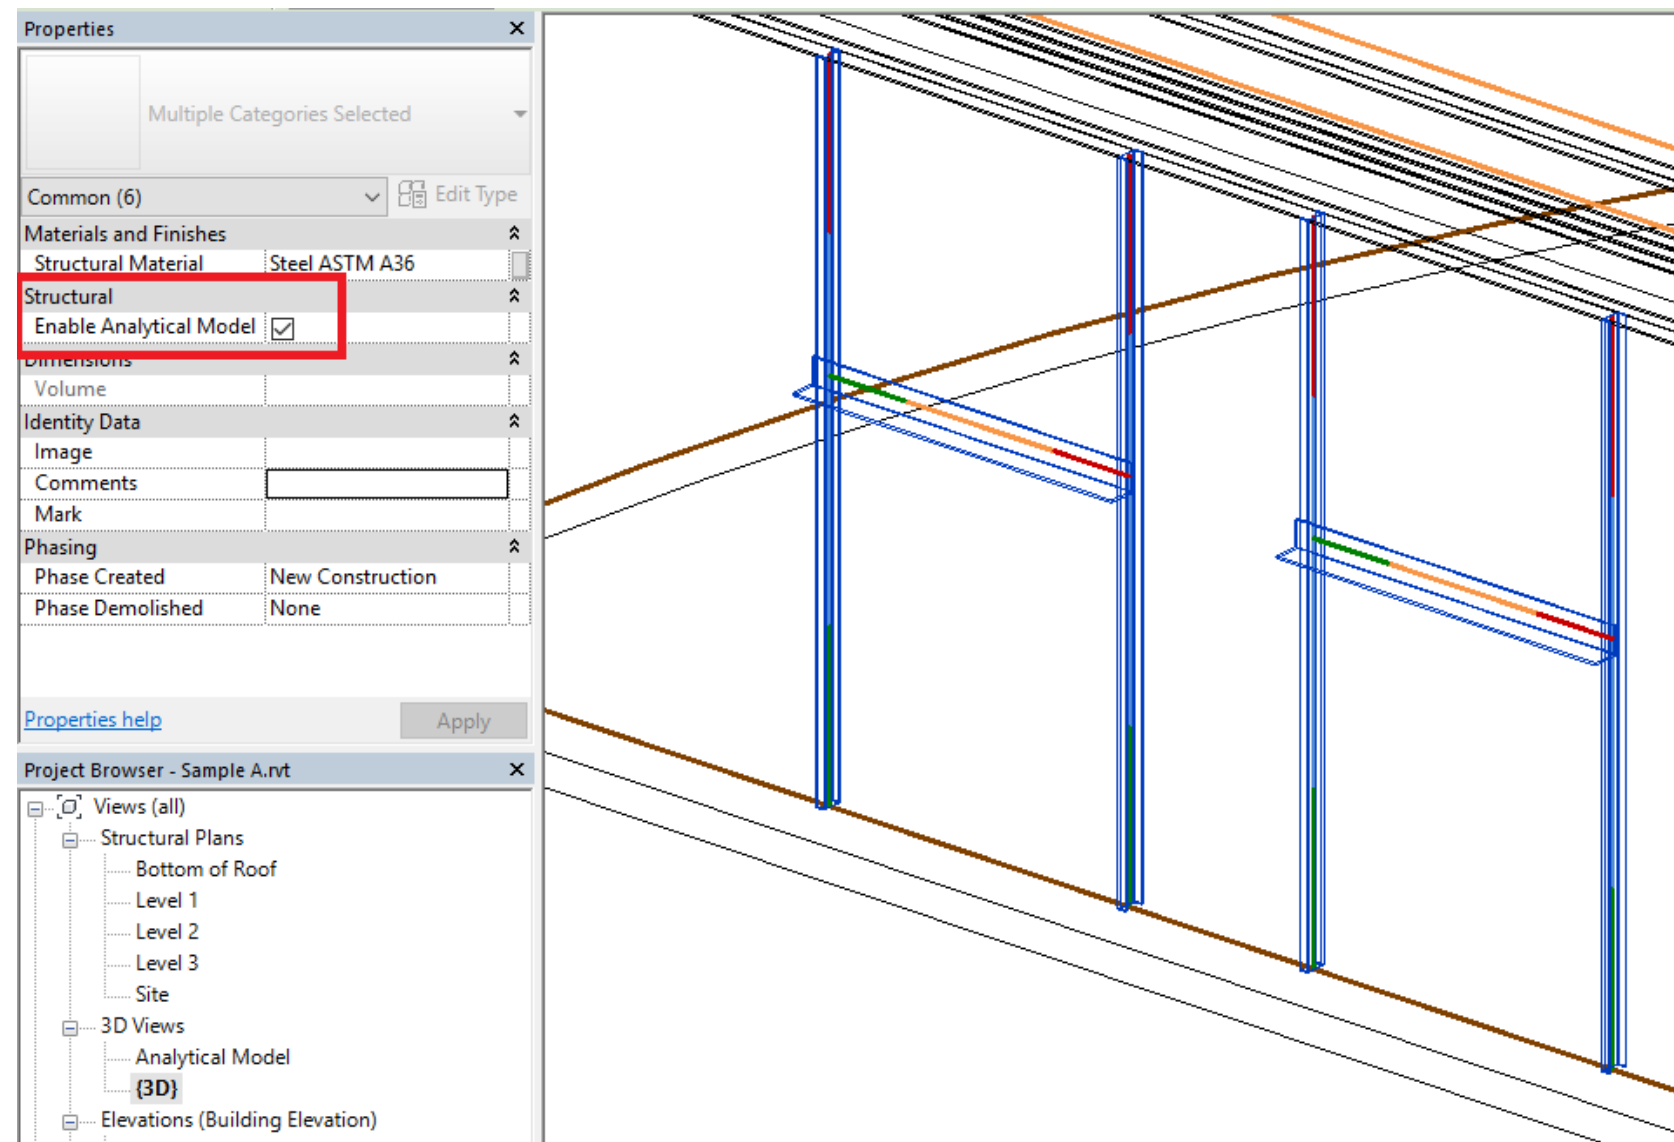 Properties
Multiple Categories Selected
Common (6)
Edit Type
Materials and Finishes
Structural Material
Steel ASTM A36
Structural
Enable Analytical Model
Dimensions
Volume
Identity Data
Image
Comments
Mark
Phasing
Phase Created
New Construction
Phase Demolished
None
Properties help
Apply
Project Browser - Sample A.rvt
Views (all)
Structural Plans
Bottom of Roof
Level 1
Level 2
Level 3
Site
3D Views
Analytical Model
{3D}
Elevations (Building Elevation)